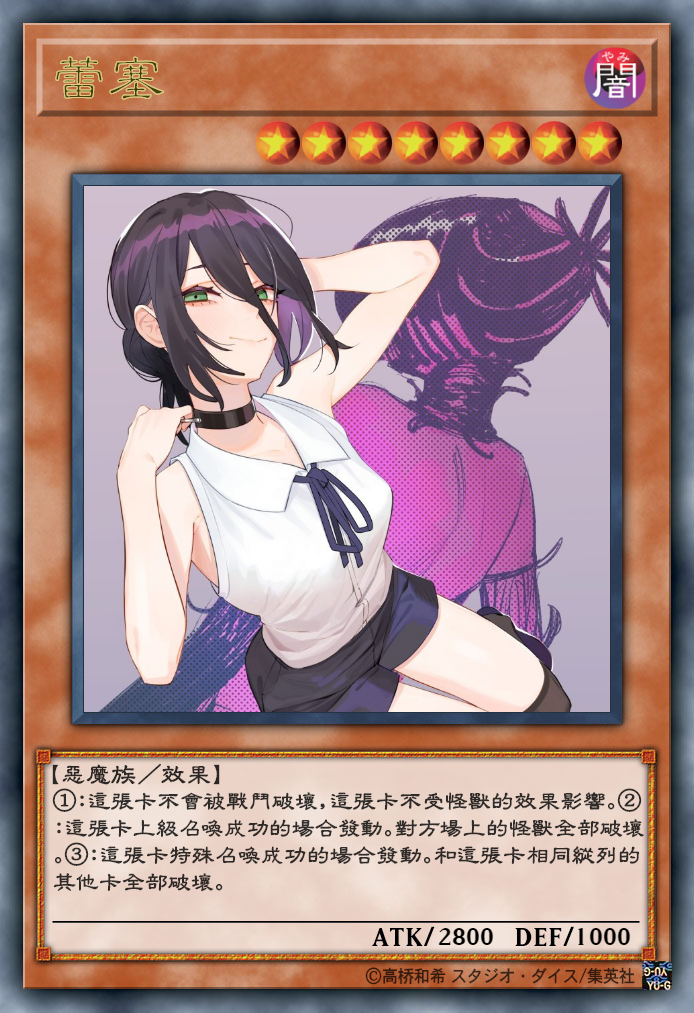 蕾塞
やみ
闇
【惡魔族／效果】
①:這張卡不會被戰鬥破壞,這張卡不受怪獸的效果影響。②
:這張卡上級召喚成功的場合發動。對方場上的怪獸全部破壞
。③:這張卡特殊召喚成功的場合發動。和這張卡相同縱列的
其他卡全部破壞。
ATK/2800 DEF/1000
©高桥和希 スタジオ・ダイス/集英社
YU-G